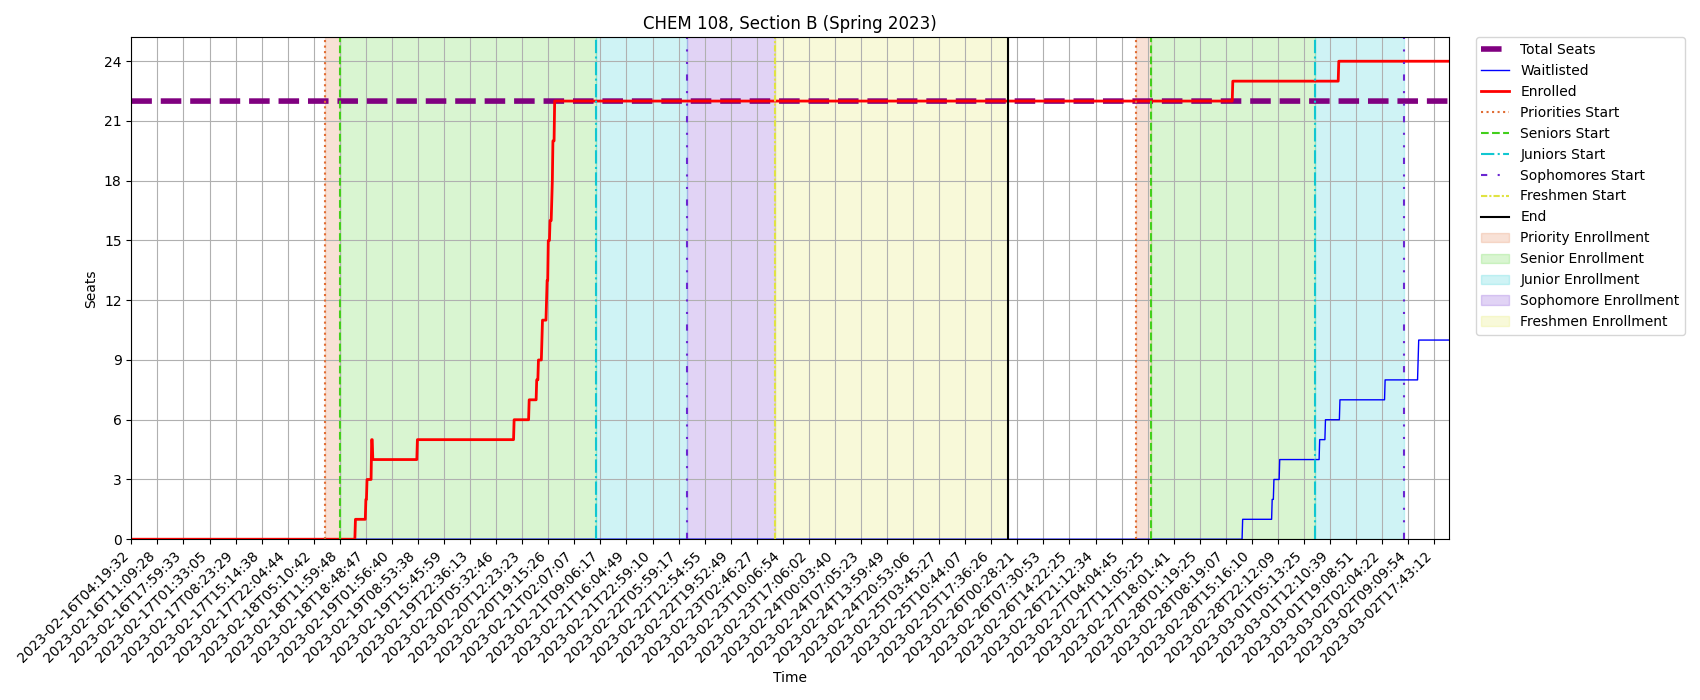 CHEM 108, Section B (Spring 2023)
Seats
24
21
18
15
12
9
6
3
0
2023-02-16T04:19:32
2023-02-16T11:09:28
2023-02-16T17:59:33
2023-02-17T01:33:05
2023-02-17T08:23:29
2023-02-17T15:14:38
2023-02-17T22:04:44
2023-02-18T05:10:42
2023-02-18T11:59:48
2023-02-18T18:48:47
2023-02-19T01:56:40
2023-02-19T08:53:38
2023-02-19T15:45:59
2023-02-19T22:36:13
2023-02-20T05:32:46
2023-02-20T12:23:23
2023-02-20T19:15:26
2023-02-21T02:07:07
2023-02-21T09:06:17
2023-02-21T16:04:49
2023-02-21T22:59:10
2023-02-22T05:59:17
2023-02-22T12:54:55
2023-02-22T19:52:49
2023-02-23T02:46:27
2023-02-23T10:06:54
2023-02-23T17:06:02
2023-02-24T00:03:40
2023-02-24T07:05:23
2023-02-24T13:59:49
2023-02-24T20:53:06
2023-02-25T03:45:27
2023-02-25T10:44:07
2023-02-25T17:36:26
2023-02-26T00:28:21
2023-02-26T07:30:53
2023-02-26T14:22:25
2023-02-26T21:12:34
2023-02-27T04:04:45
2023-02-27T11:05:25
2023-02-27T18:01:41
2023-02-28T01:19:25
2023-02-28T08:19:07
2023-02-28T15:16:10
2023-02-28T22:12:09
2023-03-01T05:13:25
2023-03-01T12:10:39
2023-03-01T19:08:51
2023-03-02T02:04:22
2023-03-02T09:09:54
2023-03-02T17:43:12
Time
Total Seats
Waitlisted
Enrolled
Priorities Start
Seniors Start
Juniors Start
Sophomores Start
Freshmen Start
End
Priority Enrollment
Senior Enrollment
Junior Enrollment
Sophomore Enrollment
Freshmen Enrollment